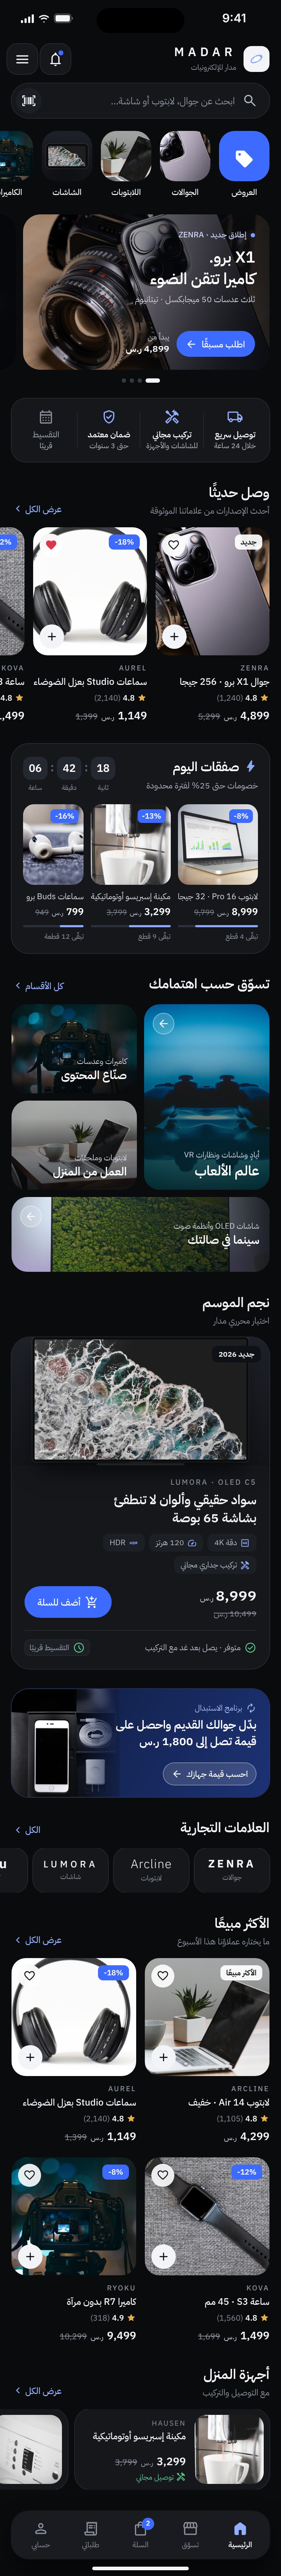 9:41
MADAR
مدار للإلكترونيات
ابحث عن جوال، لابتوب أو شاشة...
العروض
الجوالات
اللابتوبات
الشاشات
الكاميرا
إطلاق جديد · ZENRA
X1 برو.
كاميرا تتقن الضوء
ثلاث عدسات 50 ميجابكسل · تيتانيوم
اطلب مسبقًا
يبدأ من
4,899 ر.س
توصيل سريع
خلال 24 ساعة
تركيب مجاني
للشاشات والأجهزة
ضمان معتمد
حتى 3 سنوات
التقسيط
قريبًا
وصل حديثًا
أحدث الإصدارات من علاماتنا الموثوقة
عرض الكل
جديد
ZENRA
جوال X1 برو · 256 جيجا
4.8 (1,240)
4,899 ر.س 5,299
-18%
AUREL
سماعات Studio بعزل الضوضاء
4.8 (2,140)
1,149 ر.س 1,399
2%
KOVA
ساعة 3
4.8
1,499
صفقات اليوم
خصومات حتى 25% لفترة محدودة
18 : 42 : 06
ثانية
دقيقة
ساعة
-8%
لابتوب Pro 16 · 32 جيجا
8,999 ر.س 9,799
تبقّى 4 قطع
-13%
مكينة إسبريسو أوتوماتيكية
3,299 ر.س 3,799
تبقّى 9 قطع
-16%
سماعات Buds برو
799 ر.س 949
تبقّى 12 قطعة
تسوّق حسب اهتمامك
كل الأقسام
أيادٍ وشاشات ونظارات VR
عالم الألعاب
كاميرات وعدسات
صنّاع المحتوى
لابتوبات وملحقات
العمل من المنزل
شاشات OLED وأنظمة صوت
سينما في صالتك
نجم الموسم
اختيار محرري مدار
جديد 2026
LUMORA · OLED C5
سواد حقيقي وألوان لا تنطفئ
بشاشة 65 بوصة
دقة 4K
120 هرتز
HDR
تركيب جداري مجاني
8,999 ر.س
10,499 ر.س
أضف للسلة
متوفر · يصل بعد غد مع التركيب
التقسيط قريبًا
برنامج الاستبدال
بدّل جوالك القديم واحصل على
قيمة تصل إلى 1,800 ر.س
احسب قيمة جهازك
العلامات التجارية
الكل
ZENRA
جوالات
Arcline
لابتوبات
LUMORA
شاشات
الأكثر مبيعًا
ما يختاره عملاؤنا هذا الأسبوع
عرض الكل
الأكثر مبيعًا
ARCLINE
لابتوب Air 14 · خفيف
4.8 (1,105)
4,299 ر.س
-18%
AUREL
سماعات Studio بعزل الضوضاء
4.8 (2,140)
1,149 ر.س 1,399
-12%
KOVA
ساعة S3 · 45 مم
4.8 (1,560)
1,499 ر.س 1,699
-8%
RYOKU
كاميرا R7 بدون مرآة
4.9 (318)
9,499 ر.س 10,299
أجهزة المنزل
مع التوصيل والتركيب
عرض الكل
HAUSEN
مكينة إسبريسو أوتوماتيكية
3,299 ر.س 3,799
توصيل مجاني
الرئيسية
تسوّق
2
السلة
طلباتي
حسابي